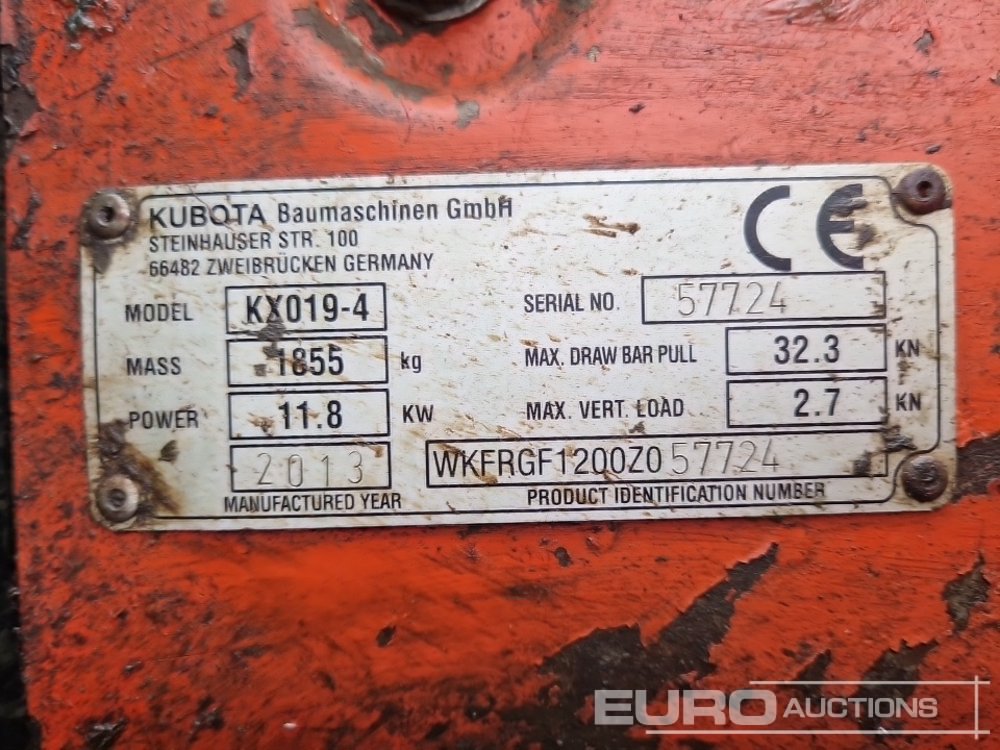 KUBOTA Baumaschinen GmbH
STEINHAUSER STR. 100
66482 ZWEIBRÜCKEN GERMANY
CE
MODEL KX019-4 SERIAL NO. 57724
MASS 1855 kg MAX. DRAW BAR PULL 32.3 KN
POWER 11.8 KW MAX. VERT. LOAD 2.7 KN
2013 WKFRGF1200Z057724
MANUFACTURED YEAR PRODUCT IDENTIFICATION NUMBER
EURO AUCTIONS